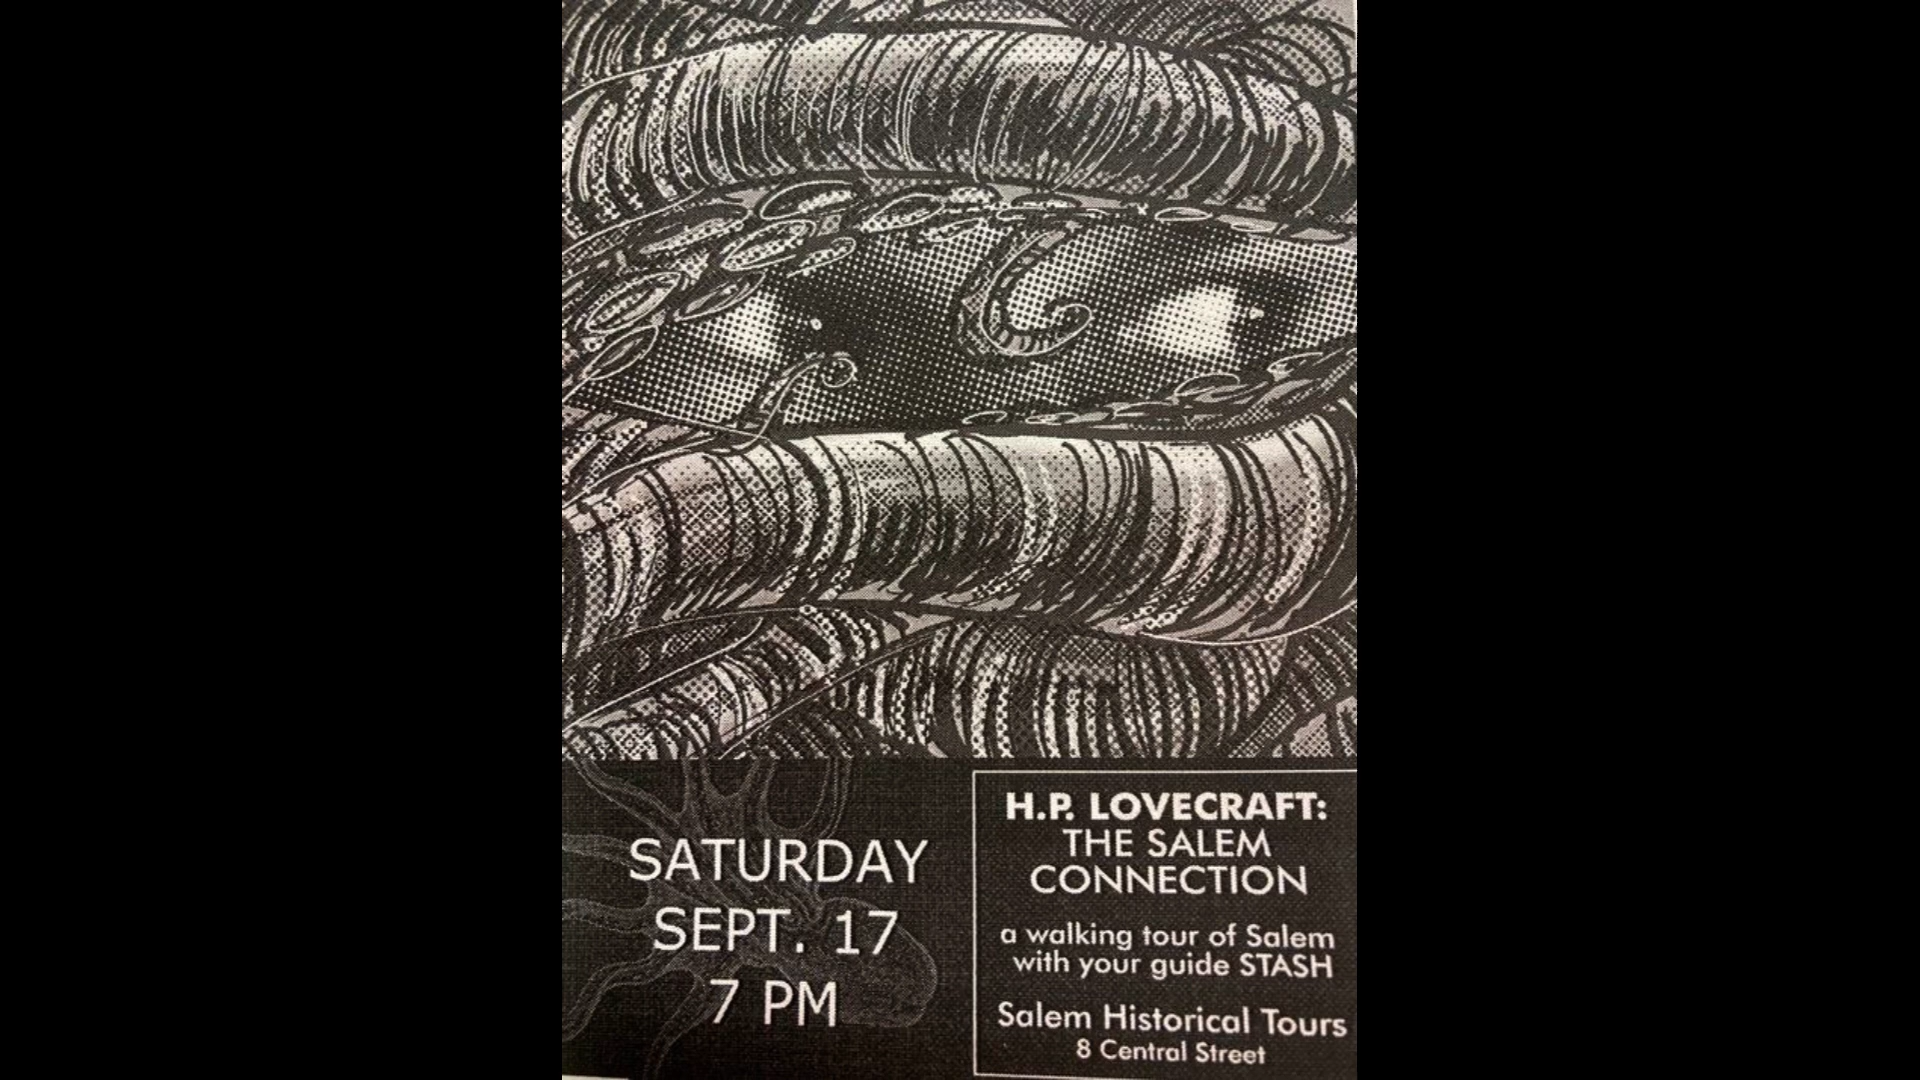 SATURDAY
SEPT. 17
7 PM
H.P. LOVECRAFT:
THE SALEM
CONNECTION
a walking tour of Salem
with your guide STASH
Salem Historical Tours
8 Central Street